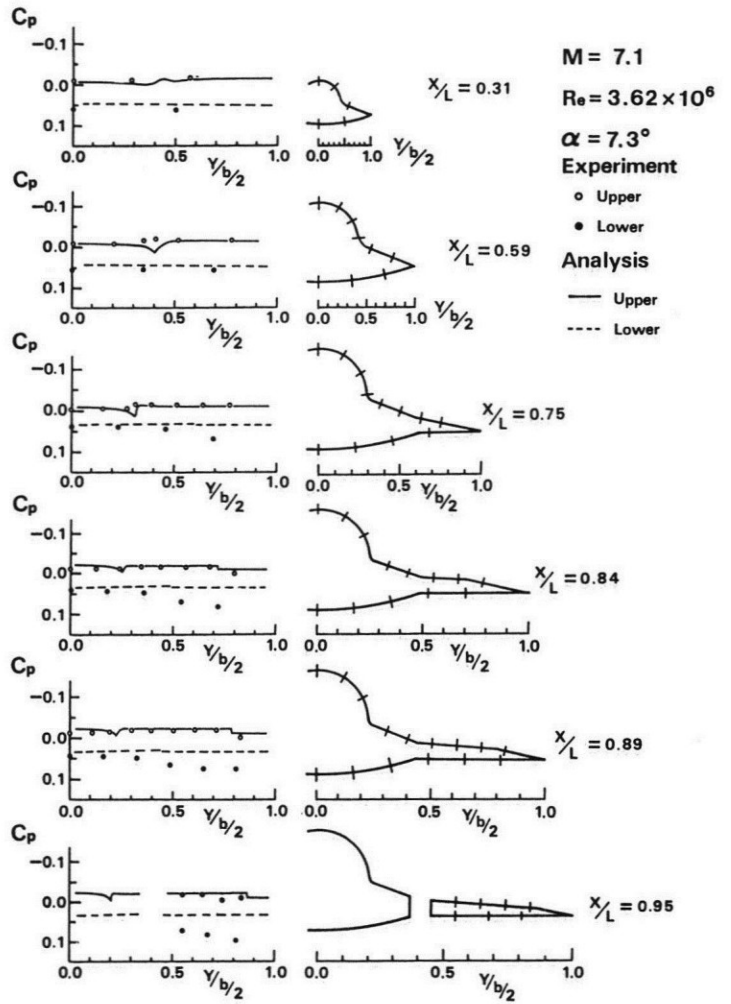 Cp
−0.1
0.0
0.1
0.0 0.5 1.0
Y/b/2
0.0 1.0
Y/b/2
X/L = 0.31
M = 7.1
Re = 3.62 × 10⁶
α = 7.3°
Experiment
○ Upper
● Lower
Analysis
— Upper
---- Lower
Cp
−0.1
0.0
0.1
0.0 0.5 1.0
Y/b/2
0.0 0.5 1.0
Y/b/2
X/L = 0.59
Cp
−0.1
0.0
0.1
0.0 0.5 1.0
Y/b/2
0.0 0.5 1.0
Y/b/2
X/L = 0.75
Cp
−0.1
0.0
0.1
0.0 0.5 1.0
Y/b/2
0.0 0.5 1.0
Y/b/2
X/L = 0.84
Cp
−0.1
0.0
0.1
0.0 0.5 1.0
Y/b/2
0.0 0.5 1.0
Y/b/2
X/L = 0.89
Cp
−0.1
0.0
0.1
0.0 0.5 1.0
Y/b/2
0.0 0.5 1.0
Y/b/2
X/L = 0.95